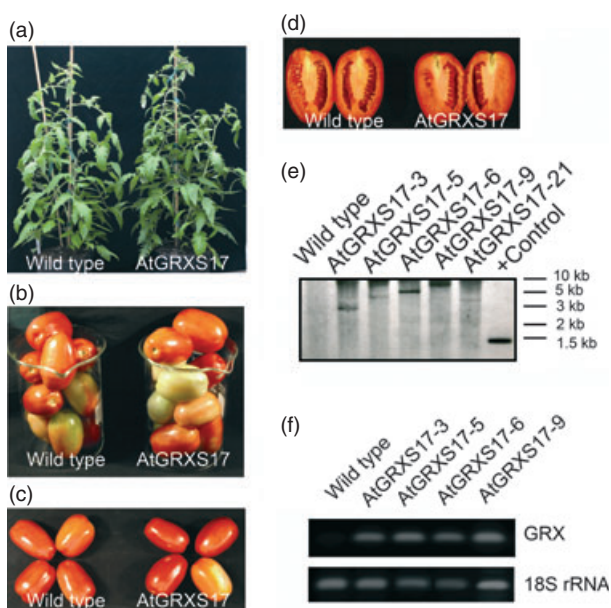 (a)
Wild type AtGRXS17
(b)
Wild type AtGRXS17
(c)
Wild type AtGRXS17
(d)
Wild type AtGRXS17
(e)
Wild type
AtGRXS17-3
AtGRXS17-5
AtGRXS17-6
AtGRXS17-9
AtGRXS17-21
+Control
10 kb
5 kb
3 kb
2 kb
1.5 kb
(f)
Wild type
AtGRXS17-3
AtGRXS17-5
AtGRXS17-6
AtGRXS17-9
GRX
18S rRNA